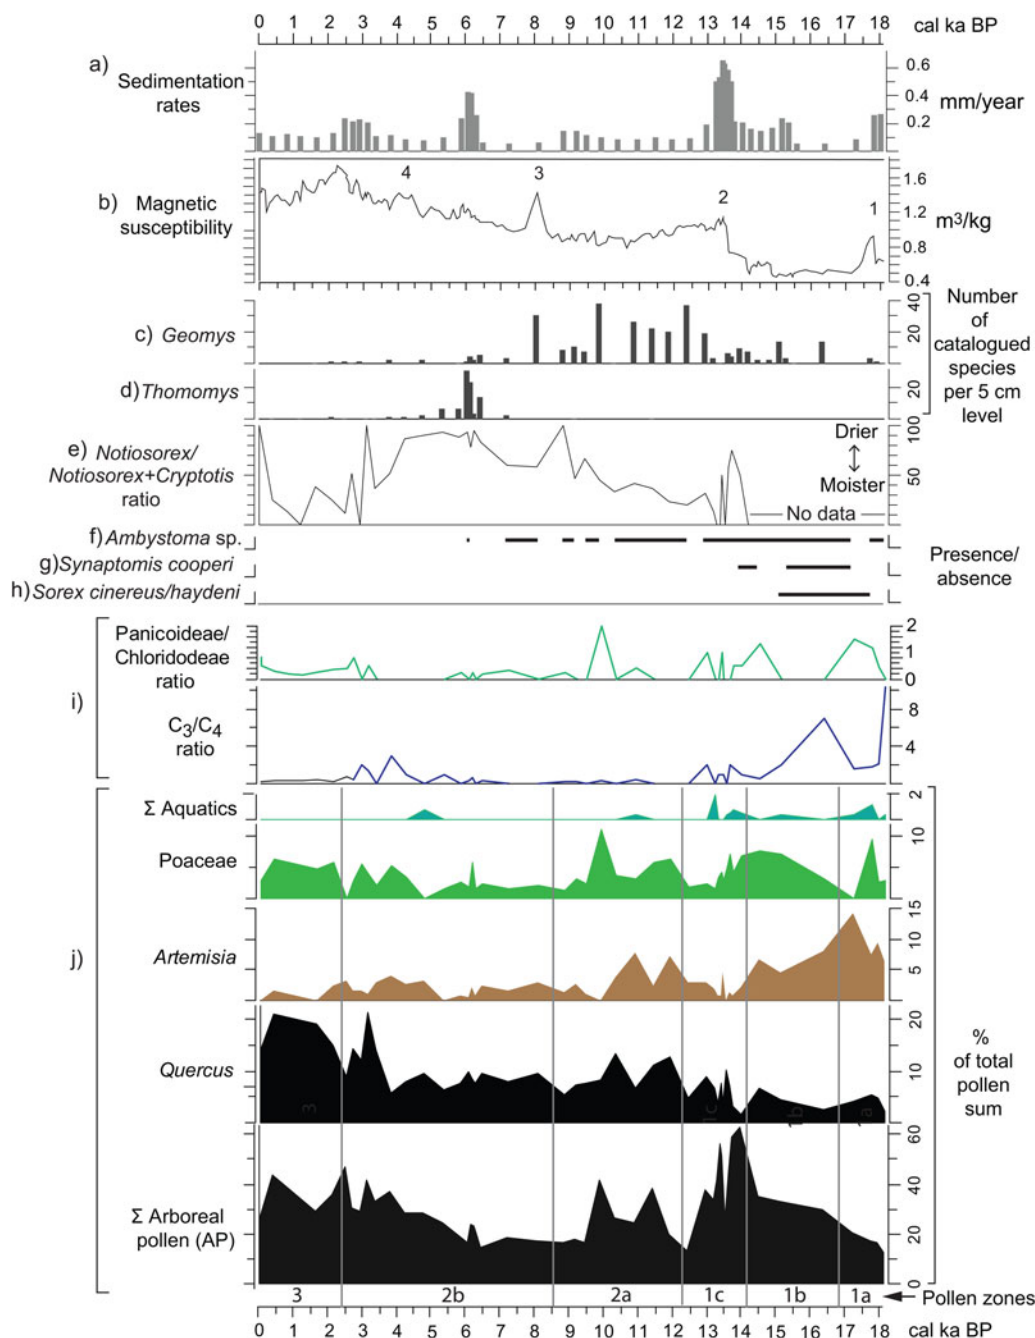 0 1 2 3 4 5 6 7 8 9 10 11 12 13 14 15 16 17 18 cal ka BP
a) Sedimentation rates
0.6
0.4
0.2
mm/year
b) Magnetic susceptibility
4 3 2 1
1.6
1.2
0.8
0.4
m³/kg
c) Geomys
40
20
d) Thomomys
20
Number of catalogued species per 5 cm level
e) Notiosorex/
Notiosorex+Cryptotis
ratio
100
50
Drier
Moister
No data
f) Ambystoma sp.
g) Synaptomis cooperi
h) Sorex cinereus/haydeni
Presence/
absence
i)
Panicoideae/
Chloridodeae
ratio
2
1
0
C₃/C₄
ratio
8
4
j)
Σ Aquatics
2
Poaceae
10
Artemisia
15
10
5
Quercus
20
10
0
3 1c 1b 1a
Σ Arboreal
pollen (AP)
60
40
20
0
%
of total
pollen
sum
3 2b 2a 1c 1b 1a Pollen zones
0 1 2 3 4 5 6 7 8 9 10 11 12 13 14 15 16 17 18 cal ka BP